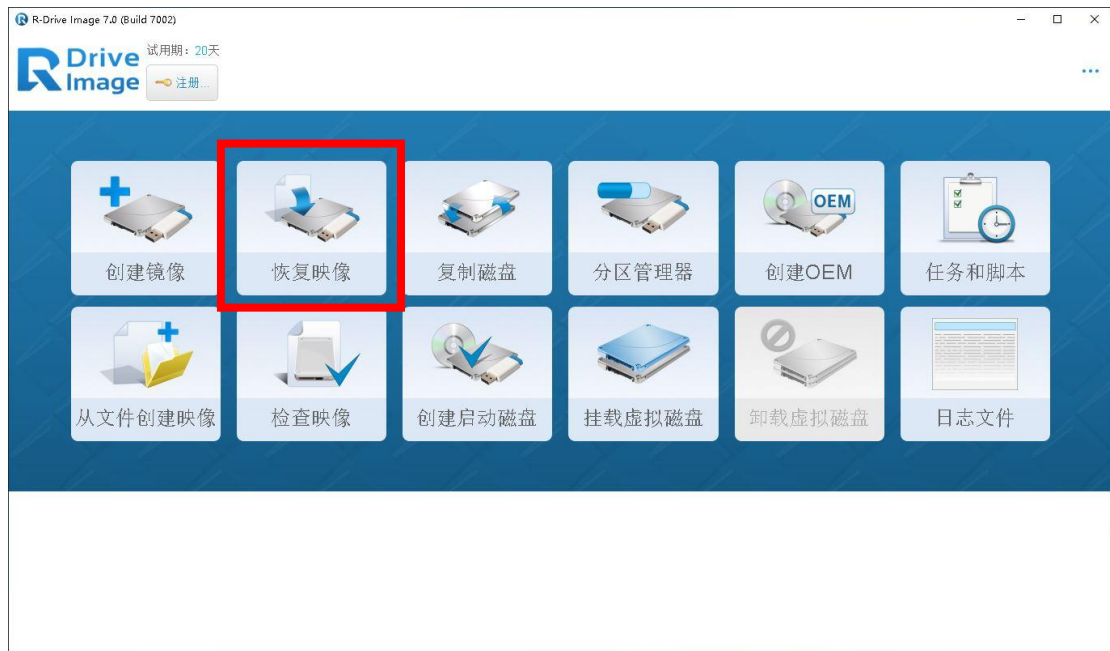 R-Drive Image 7.0 (Build 7002)
R Drive Image
试用期：20天
注册...
创建镜像
恢复映像
复制磁盘
分区管理器
OEM
创建OEM
任务和脚本
从文件创建映像
检查映像
创建启动磁盘
挂载虚拟磁盘
卸载虚拟磁盘
日志文件